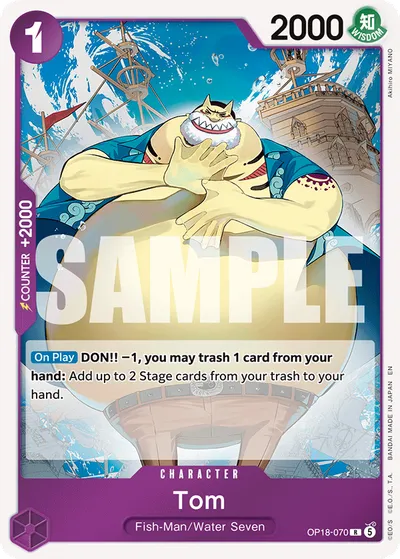 1
2000
知
WISDOM
Akihiro MIYANO
COUNTER +2000
SAMPLE
On Play DON!! −1, you may trash 1 card from your
hand: Add up to 2 Stage cards from your trash to your
hand.
CHARACTER
Tom
Fish-Man/Water Seven
OP18-070 R 5
©E.O./S. ©E.O./S., T.A. BANDAI MADE IN JAPAN EN